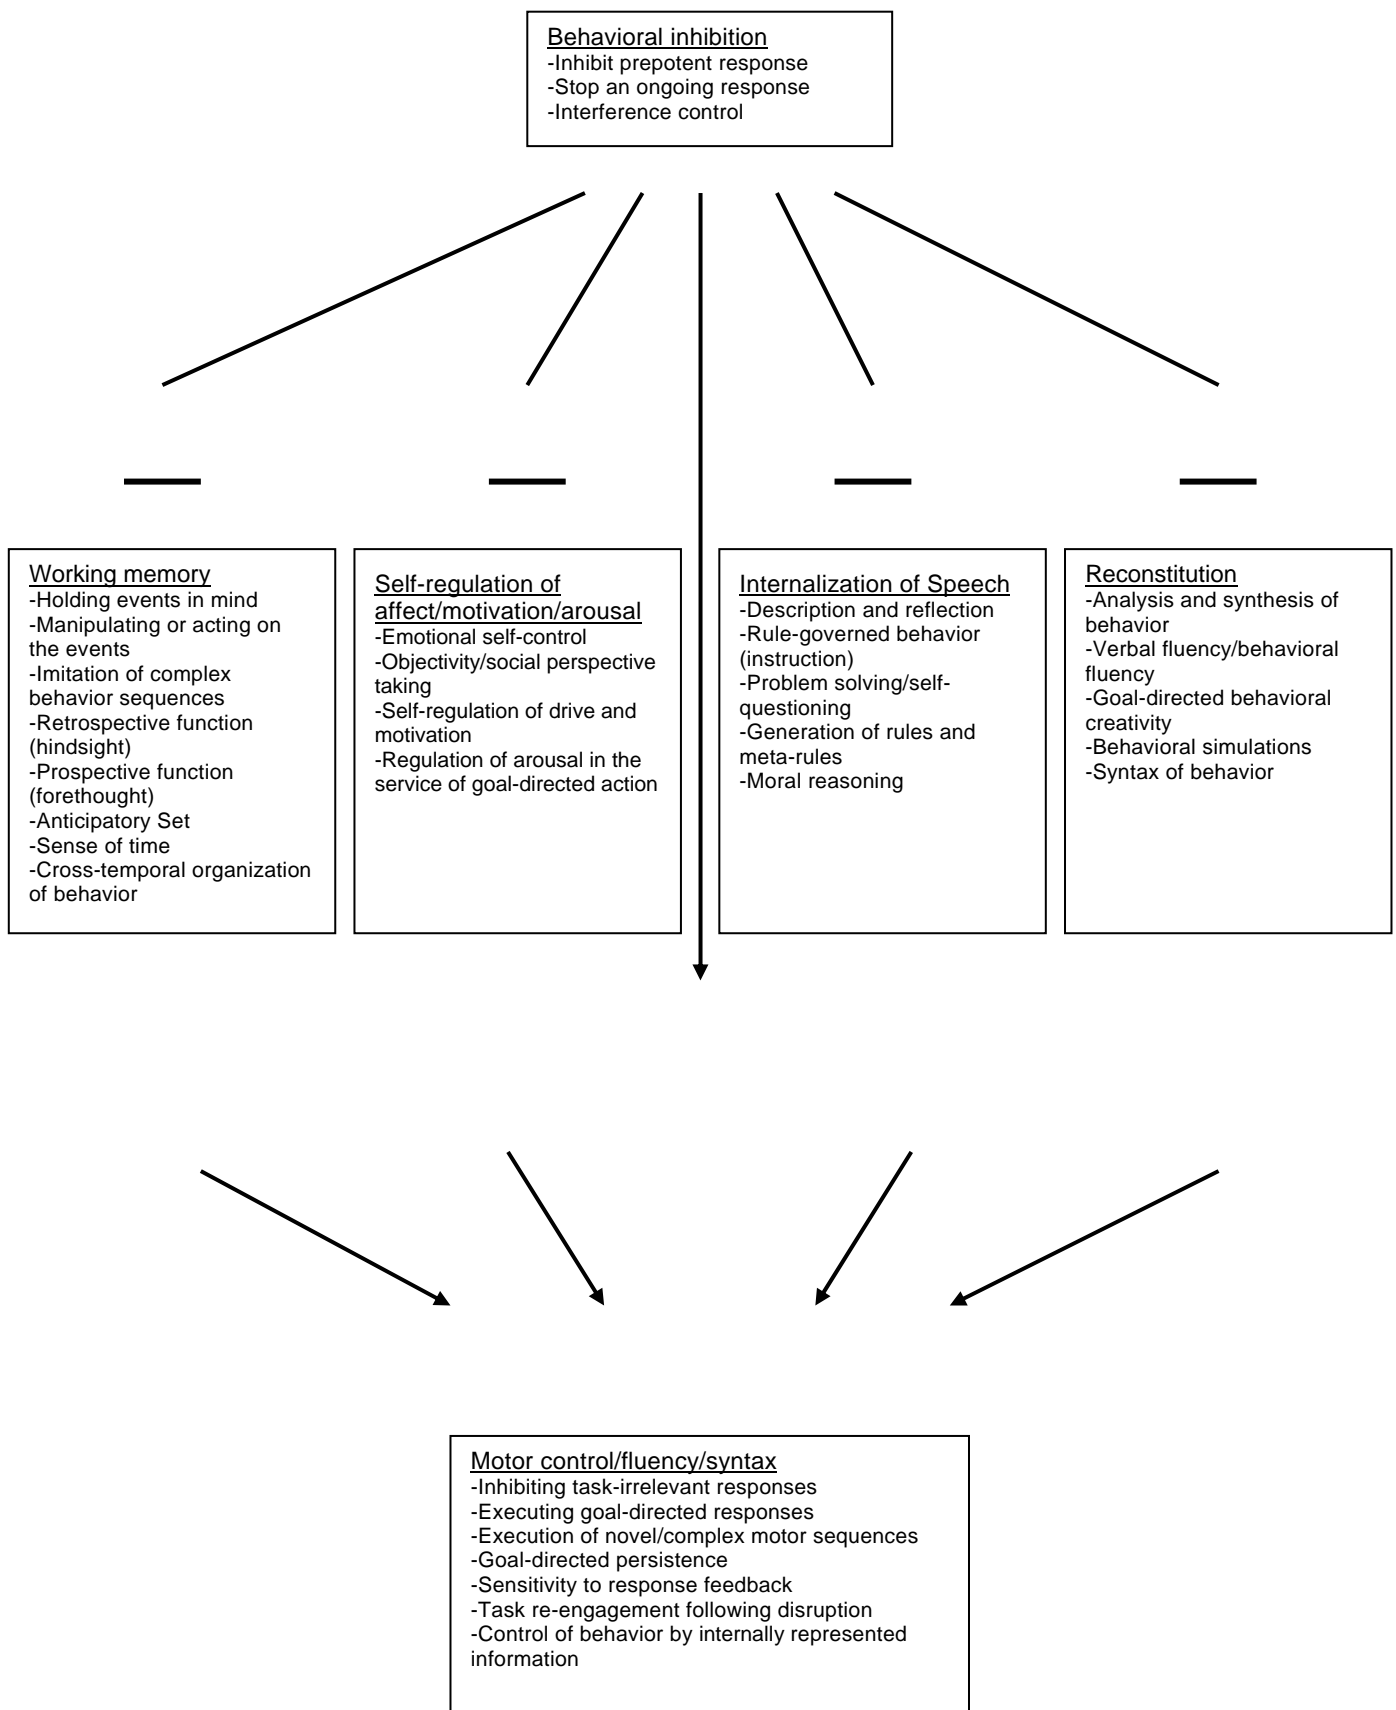 Behavioral inhibition
-Inhibit prepotent response
-Stop an ongoing response
-Interference control
Working memory
-Holding events in mind
-Manipulating or acting on
the events
-Imitation of complex
behavior sequences
-Retrospective function
(hindsight)
-Prospective function
(forethought)
-Anticipatory Set
-Sense of time
-Cross-temporal organization
of behavior
Self-regulation of
affect/motivation/arousal
-Emotional self-control
-Objectivity/social perspective
taking
-Self-regulation of drive and
motivation
-Regulation of arousal in the
service of goal-directed action
Internalization of Speech
-Description and reflection
-Rule-governed behavior
(instruction)
-Problem solving/self-
questioning
-Generation of rules and
meta-rules
-Moral reasoning
Reconstitution
-Analysis and synthesis of
behavior
-Verbal fluency/behavioral
fluency
-Goal-directed behavioral
creativity
-Behavioral simulations
-Syntax of behavior
Motor control/fluency/syntax
-Inhibiting task-irrelevant responses
-Executing goal-directed responses
-Execution of novel/complex motor sequences
-Goal-directed persistence
-Sensitivity to response feedback
-Task re-engagement following disruption
-Control of behavior by internally represented
information